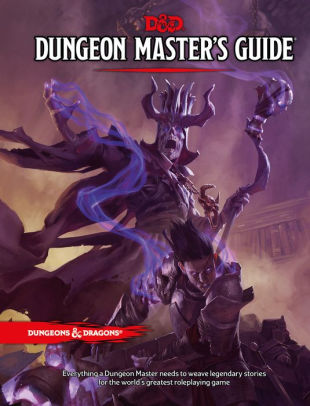 D&D
DUNGEON MASTER'S GUIDE®
DUNGEONS & DRAGONS®
Everything a Dungeon Master needs to weave legendary stories
for the world's greatest roleplaying game